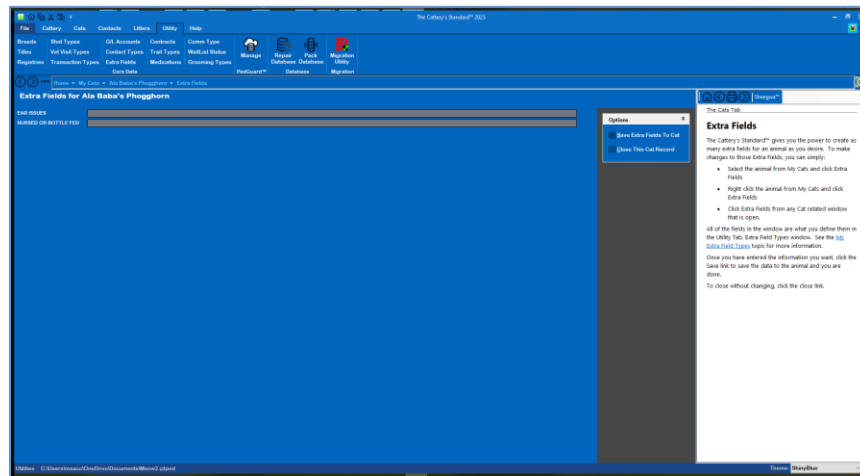 The Cattery's Standard™ 2023
File Cattery Cats Contacts Litters Utility Help
Breeds Shot Types G/L Accounts Contracts Comm Type
Titles Vet Visit Types Contact Types Trait Types WaitList Status
Registries Transaction Types Extra Fields Medications Grooming Types
Manage Repair Database Pack Database Migration Utility
Core Data PedGuard™ Database Migration
Home My Cats Ala Baba's Phogghorn Extra Fields
Extra Fields for Ala Baba's Phogghorn
EAR ISSUES
NURSED OR BOTTLE FED
Options
Save Extra Fields To Cat
Close This Cat Record
Sheegwa™
The Cats Tab
Extra Fields
The Cattery's Standard™ gives you the power to create as
many extra fields for an animal as you desire. To make
changes to those Extra Fields, you can simply:
• Select the animal from My Cats and click Extra
Fields
• Right click the animal from My Cats and click
Extra Fields
• Click Extra Fields from any Cat related window
that is open.
All of the fields in the window are what you define them in
the Utility Tab, Extra Field Types window. See the My
Extra Field Types topic for more information.
Once you have entered the information you want, click the
Save link to save the data to the animal and you are
done.
To close without changing, click the close link.
Utilities
Theme: ShinyBlue